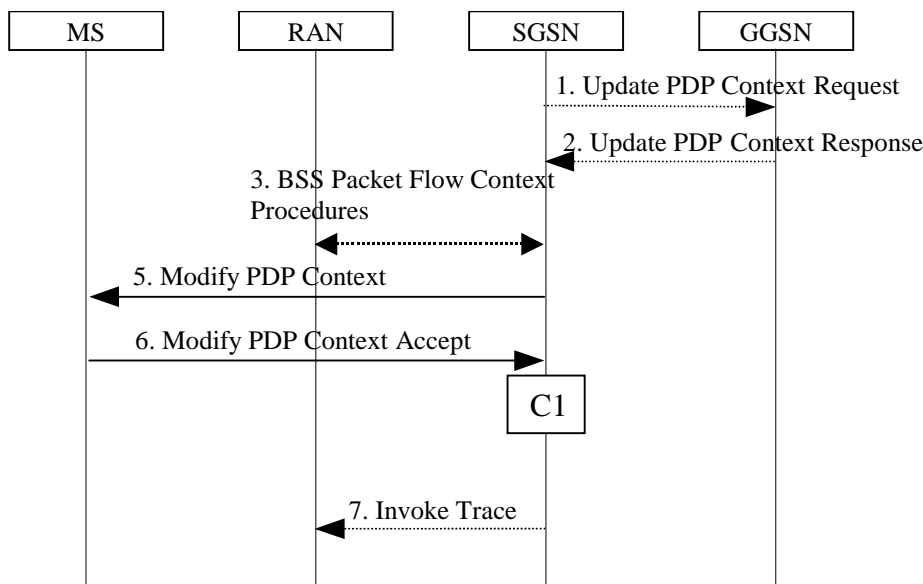 MS
RAN
SGSN
GGSN
1. Update PDP Context Request
2. Update PDP Context Response
3. BSS Packet Flow Context
Procedures
5. Modify PDP Context
6. Modify PDP Context Accept
C1
7. Invoke Trace